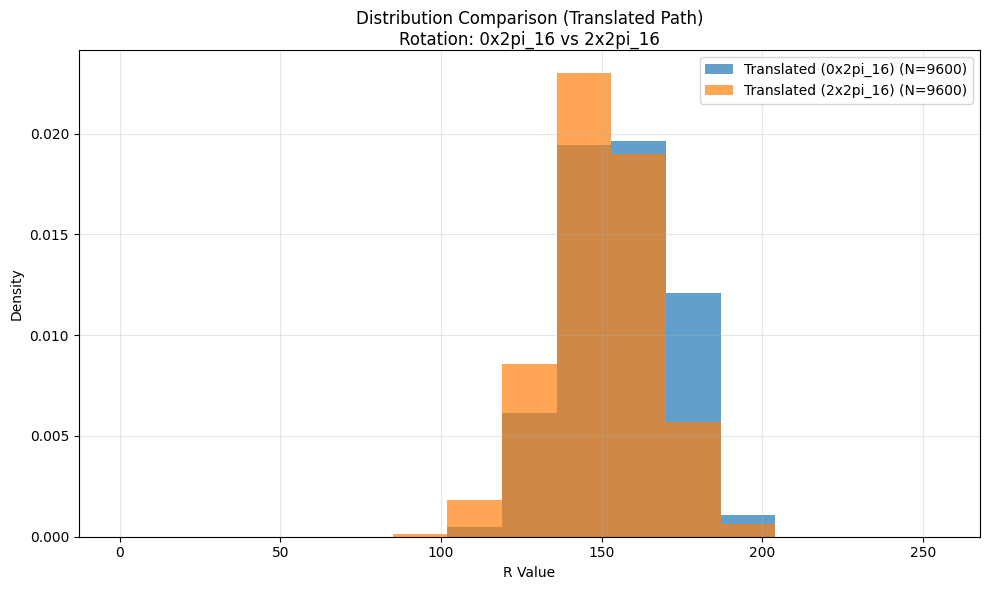 Distribution Comparison (Translated Path)
Rotation: 0x2pi_16 vs 2x2pi_16
Translated (0x2pi_16) (N=9600)
Translated (2x2pi_16) (N=9600)
Density
0.020
0.015
0.010
0.005
0.000
0 50 100 150 200 250
R Value